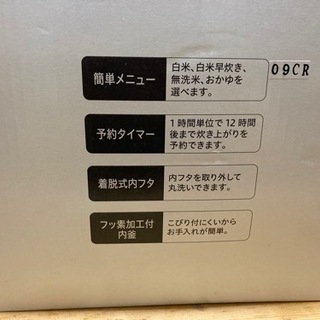 簡単メニュー
白米、白米早炊き、
無洗米、おかゆを
選べます。
09CR
予約タイマー
1時間単位で12時間
後まで炊き上がりを
予約できます。
着脱式内フタ
内フタを取り外して
丸洗いできます。
フッ素加工付
内釜
こびり付きにくいから
お手入れが簡単。